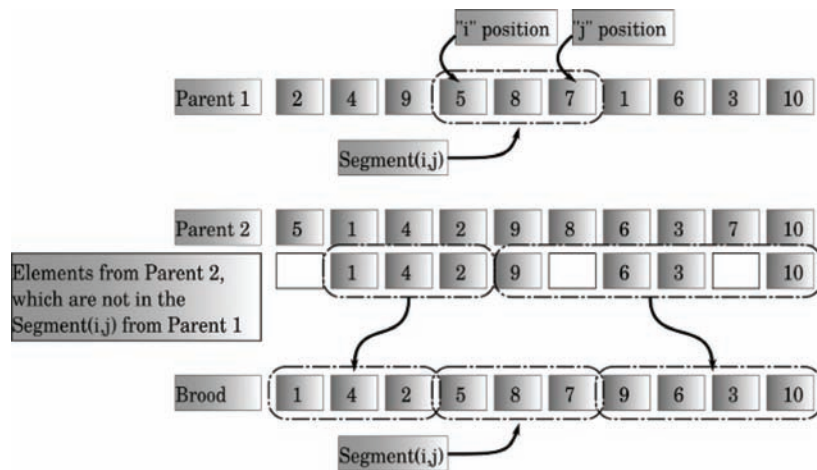 "i" position "j" position
Parent 1 2 4 9 5 8 7 1 6 3 10
Segment(i,j)
Parent 2 5 1 4 2 9 8 6 3 7 10
1 4 2 9 6 3 10
Elements from Parent 2,
which are not in the
Segment(i,j) from Parent 1
Brood 1 4 2 5 8 7 9 6 3 10
Segment(i,j)